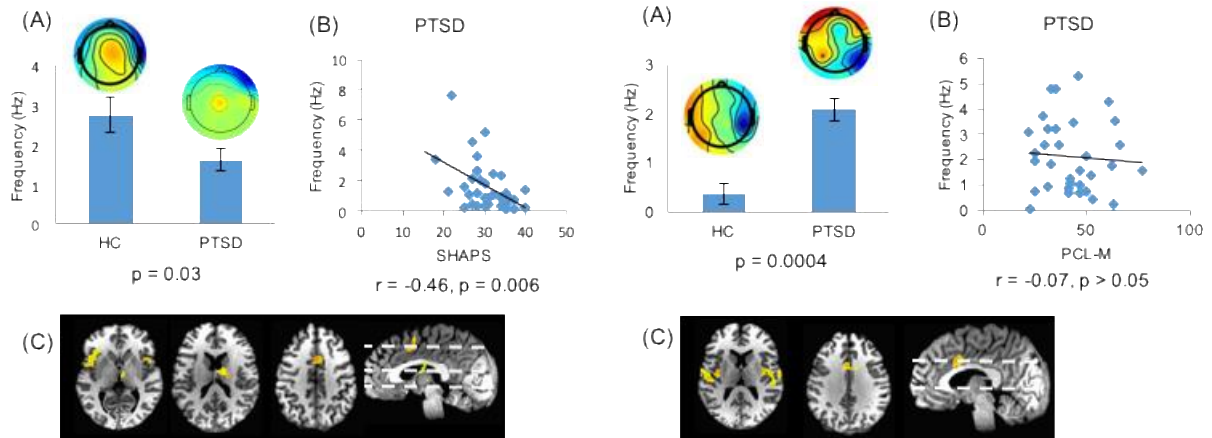 (A)
Frequency (Hz)
4
3
2
1
0
HC
PTSD
p = 0.03
(B)
PTSD
Frequency (Hz)
10
8
6
4
2
0
0
10
20
30
40
50
SHAPS
r = -0.46, p = 0.006
(C)
(A)
Frequency (Hz)
3
2
1
0
HC
PTSD
p = 0.0004
(B)
PTSD
Frequency (Hz)
6
5
4
3
2
1
0
0
50
100
PCL-M
r = -0.07, p > 0.05
(C)